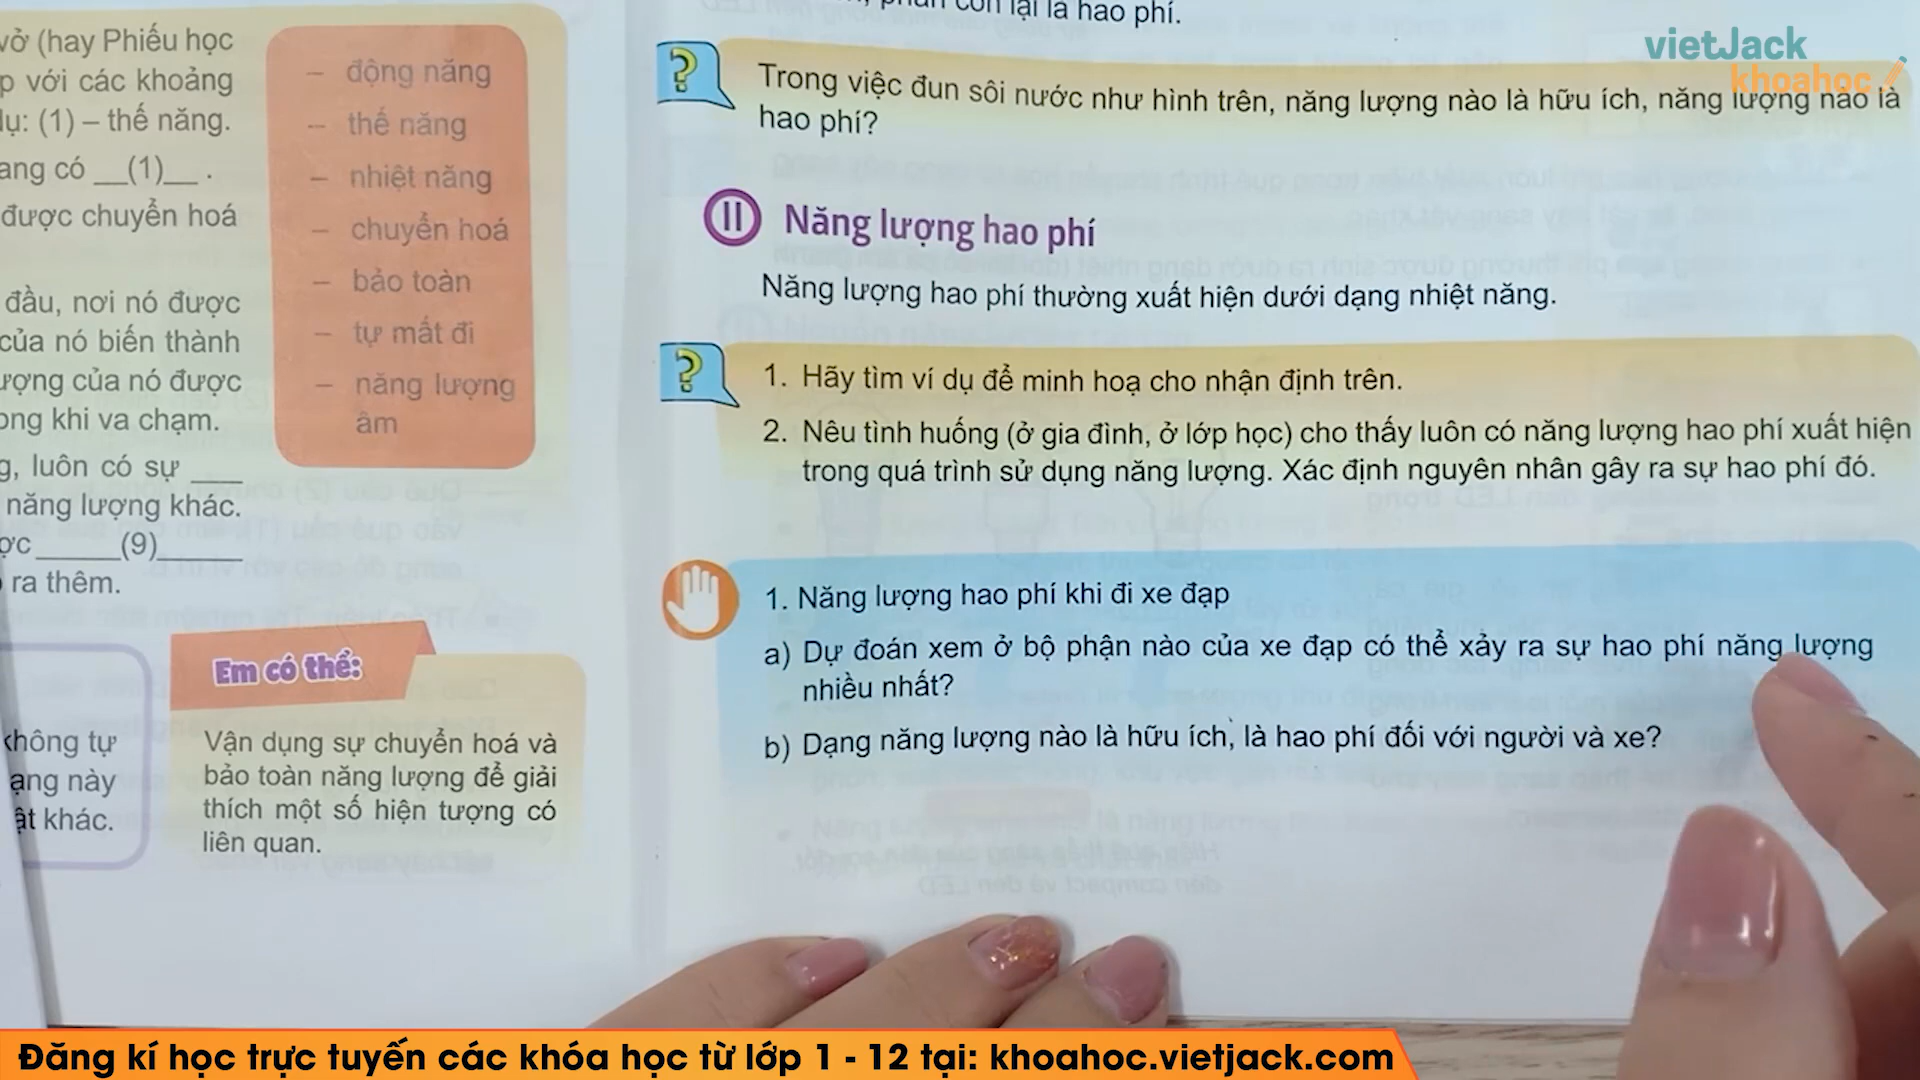 vở (hay Phiếu học
với các khoảng
(1) – thế năng.
có __(1)__ .
được chuyển hoá
đầu, nơi nó được
của nó biến thành
của nó được
khi va chạm.
luôn có sự ____
năng lượng khác.
______(9)______
ra thêm.
– động năng
– thế năng
– nhiệt năng
– chuyển hoá
– bảo toàn
– tự mất đi
– năng lượng
âm
không tự
này
khác.
Em có thể:
Vận dụng sự chuyển hoá và
bảo toàn năng lượng để giải
thích một số hiện tượng có
liên quan.
còn lại là hao phí.
vietJack
khoahoc
? Trong việc đun sôi nước như hình trên, năng lượng nào là hữu ích, năng lượng nào là
hao phí?
II Năng lượng hao phí
Năng lượng hao phí thường xuất hiện dưới dạng nhiệt năng.
? 1. Hãy tìm ví dụ để minh hoạ cho nhận định trên.
2. Nêu tình huống (ở gia đình, ở lớp học) cho thấy luôn có năng lượng hao phí xuất hiện
trong quá trình sử dụng năng lượng. Xác định nguyên nhân gây ra sự hao phí đó.
1. Năng lượng hao phí khi đi xe đạp
a) Dự đoán xem ở bộ phận nào của xe đạp có thể xảy ra sự hao phí năng lượng
nhiều nhất?
b) Dạng năng lượng nào là hữu ích, là hao phí đối với người và xe?
Đăng kí học trực tuyến các khóa học từ lớp 1 - 12 tại: khoahoc.vietjack.com